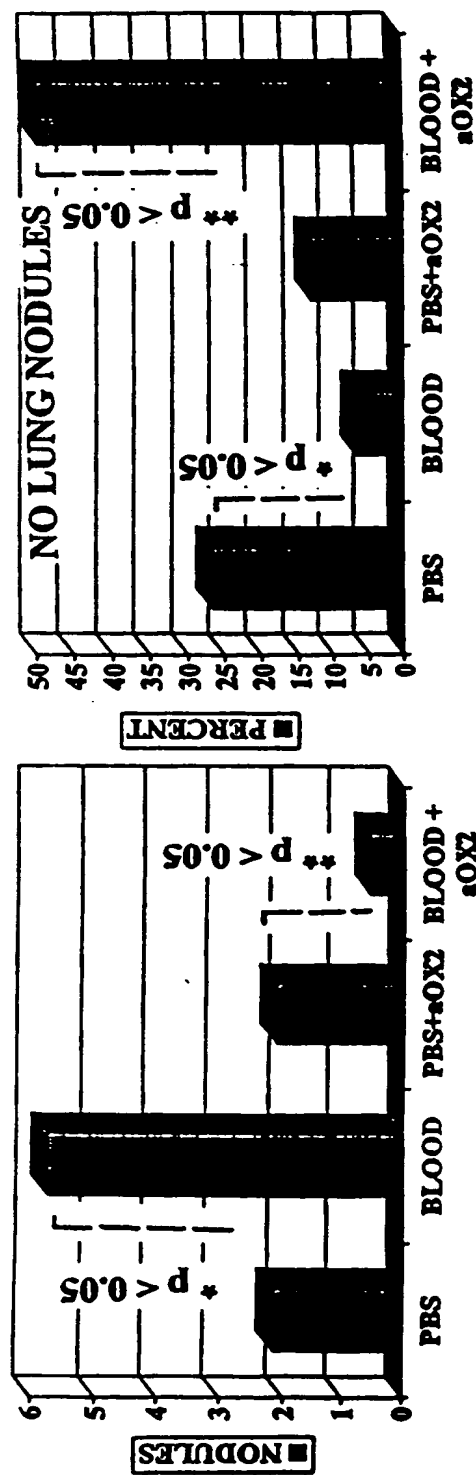 ■ NODULES
6
5
4
3
2
1
0
* p < 0.05
** p < 0.05
PBS
BLOOD
PBS+aOX2
BLOOD +
aOX2
■ PERCENT
50
45
40
35
30
25
20
15
10
5
0
NO LUNG NODULES
* p < 0.05
** p < 0.05
PBS
BLOOD
PBS+aOX2
BLOOD +
aOX2